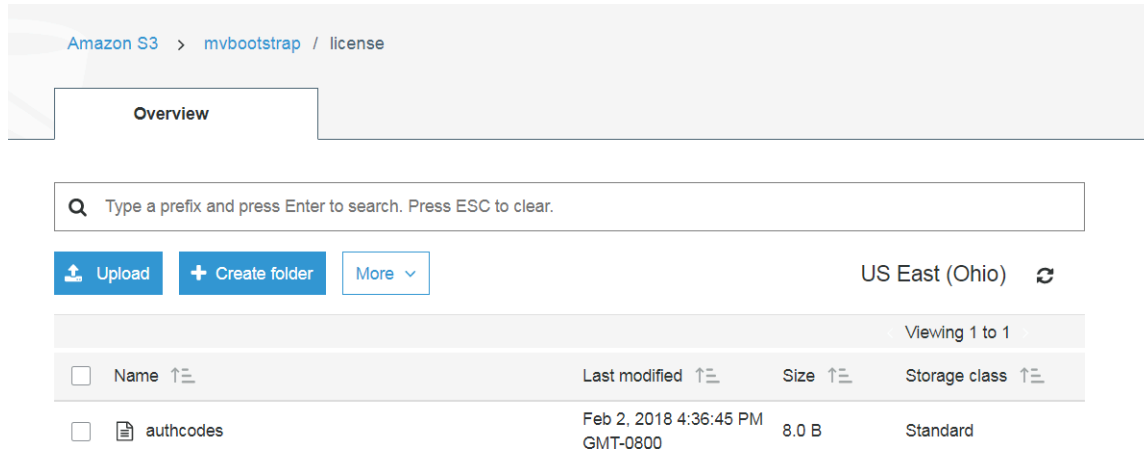 Amazon S3 > mvbootstrap / license
Overview
Type a prefix and press Enter to search. Press ESC to clear.
Upload + Create folder More US East (Ohio)
Viewing 1 to 1
Name Last modified Size Storage class
authcodes Feb 2, 2018 4:36:45 PM 8.0 B Standard
GMT-0800